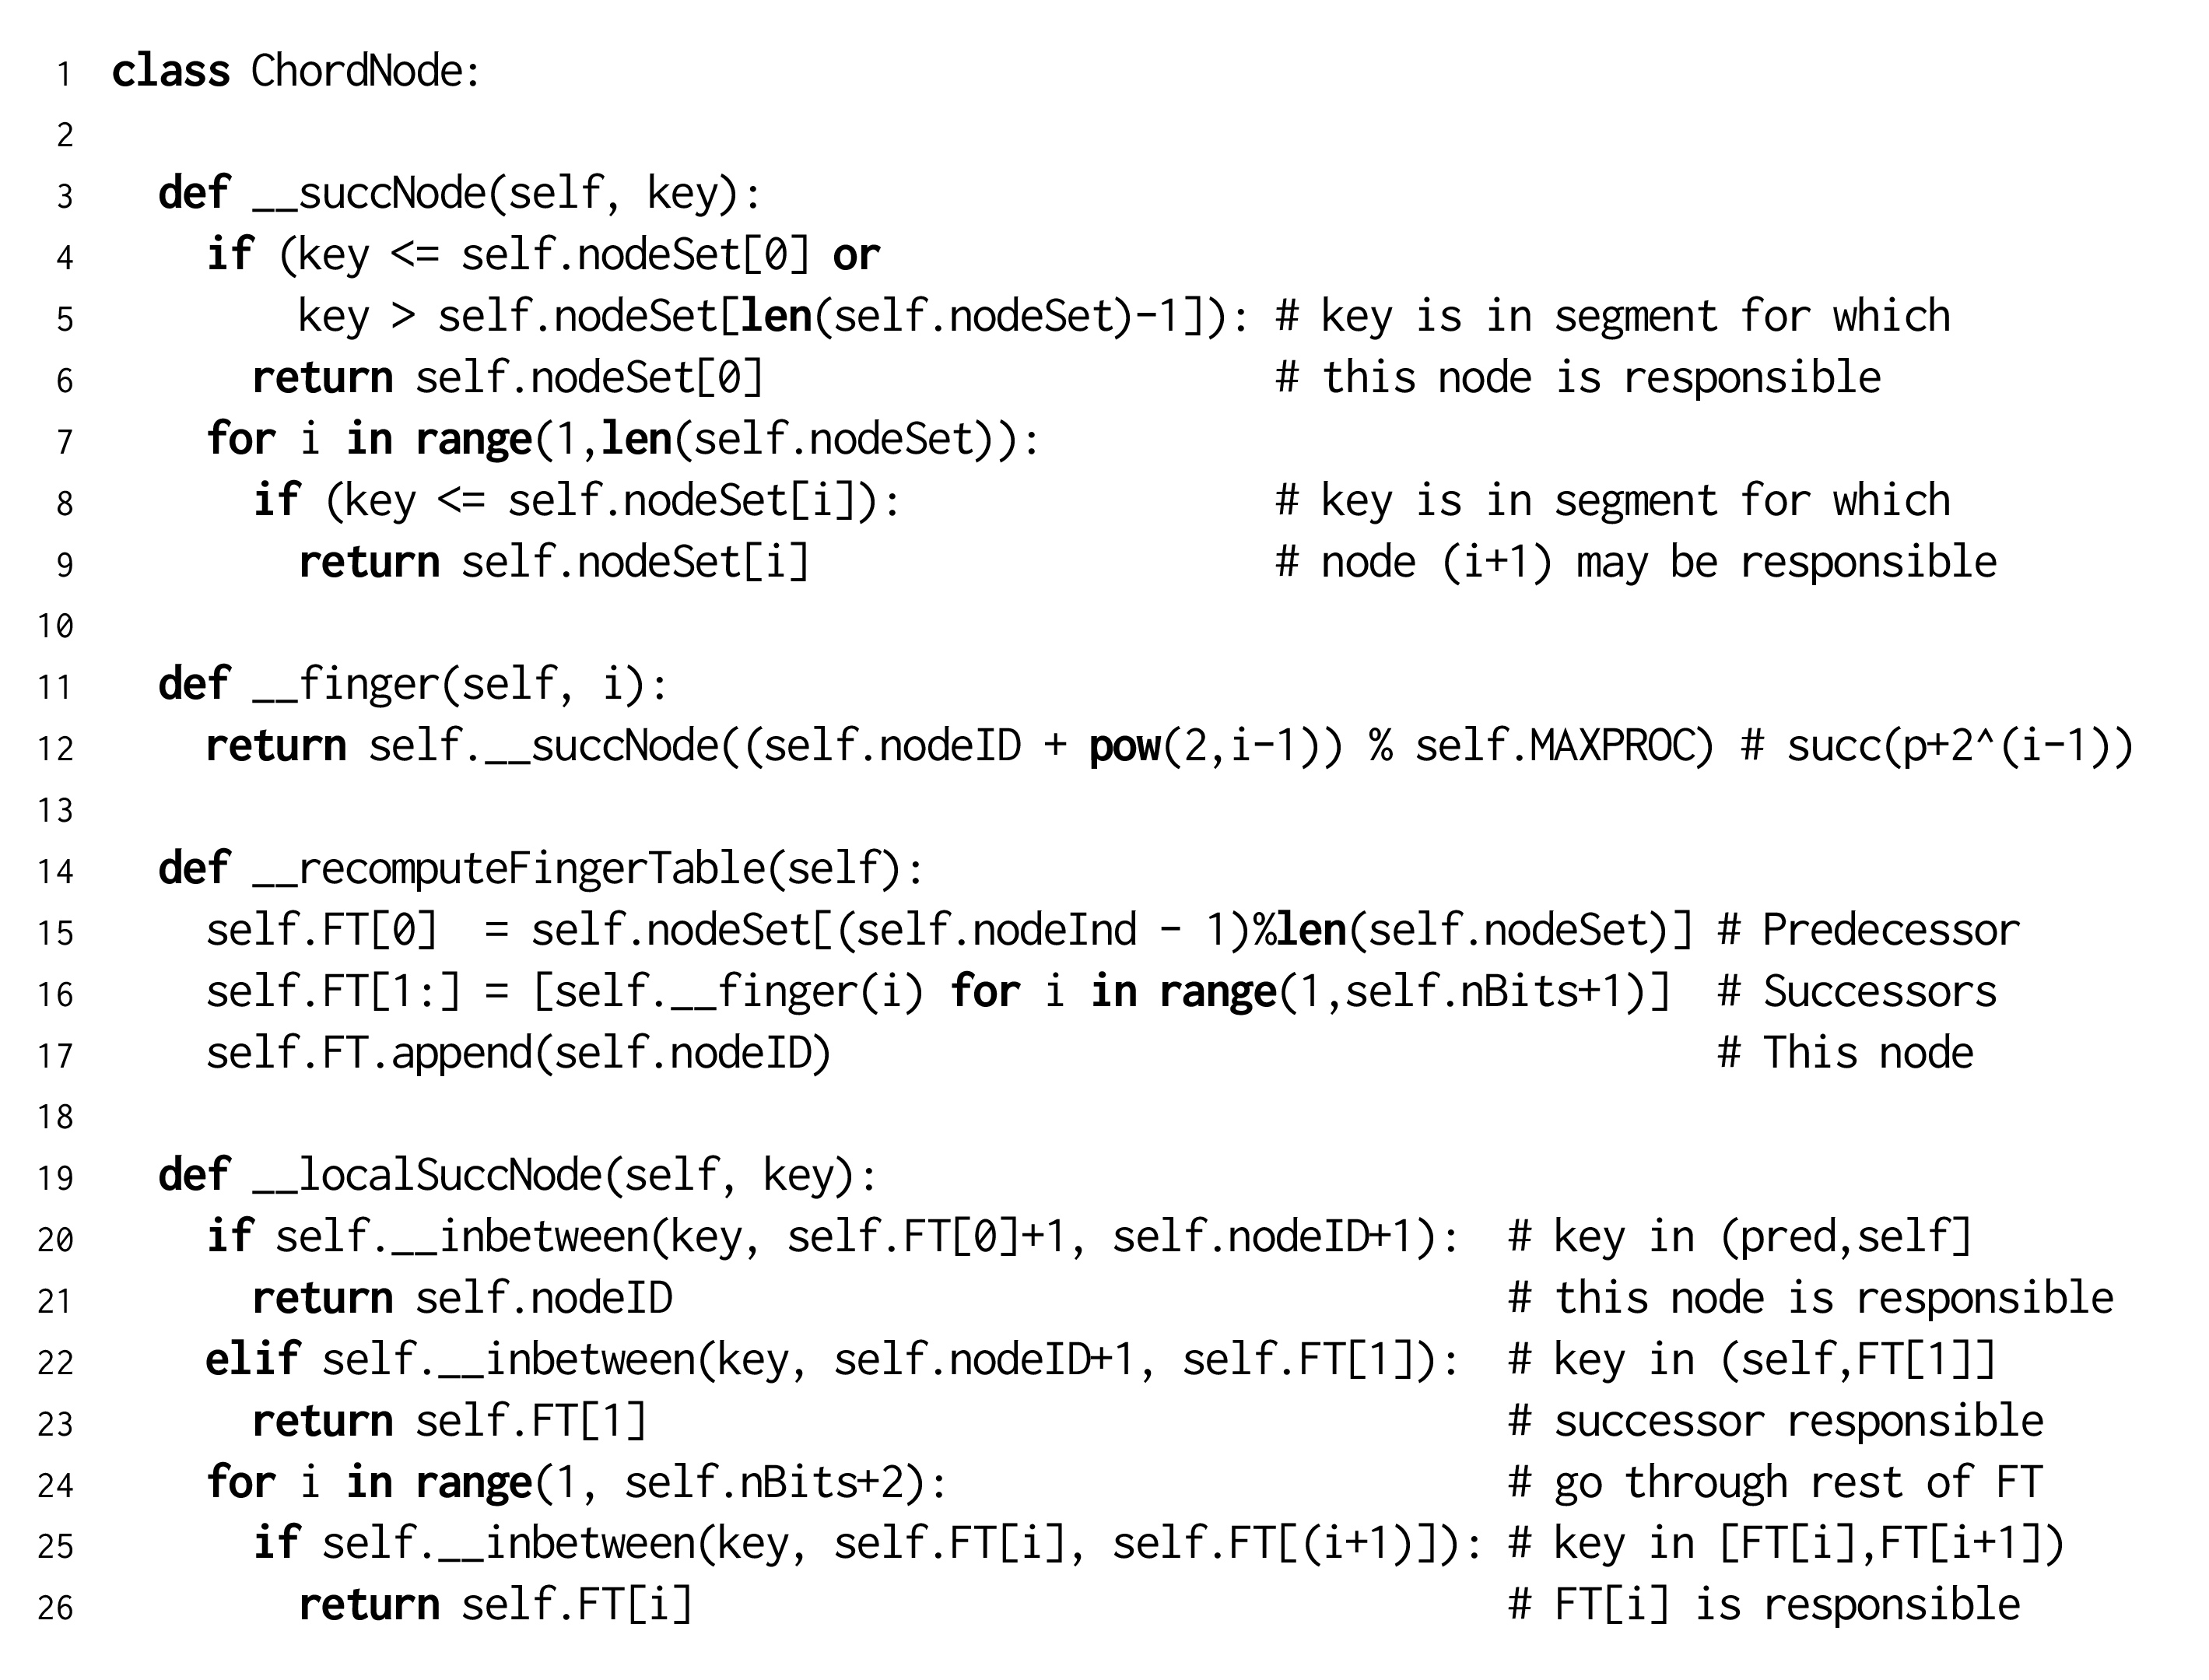 1 class ChordNode:
2
3   def __succNode(self, key):
4     if (key <= self.nodeSet[0] or
5         key > self.nodeSet[len(self.nodeSet)-1]): # key is in segment for which
6       return self.nodeSet[0]                      # this node is responsible
7     for i in range(1,len(self.nodeSet)):
8       if (key <= self.nodeSet[i]):                # key is in segment for which
9         return self.nodeSet[i]                    # node (i+1) may be responsible
10
11   def __finger(self, i):
12     return self.__succNode((self.nodeID + pow(2,i-1)) % self.MAXPROC) # succ(p+2^(i-1))
13
14   def __recomputeFingerTable(self):
15     self.FT[0]  = self.nodeSet[(self.nodeInd - 1)%len(self.nodeSet)] # Predecessor
16     self.FT[1:] = [self.__finger(i) for i in range(1,self.nBits+1)]  # Successors
17     self.FT.append(self.nodeID)                                      # This node
18
19   def __localSuccNode(self, key):
20     if self.__inbetween(key, self.FT[0]+1, self.nodeID+1):  # key in (pred,self]
21       return self.nodeID                                    # this node is responsible
22     elif self.__inbetween(key, self.nodeID+1, self.FT[1]):  # key in (self,FT[1]]
23       return self.FT[1]                                     # successor responsible
24     for i in range(1, self.nBits+2):                        # go through rest of FT
25       if self.__inbetween(key, self.FT[i], self.FT[(i+1)]): # key in [FT[i],FT[i+1])
26         return self.FT[i]                                   # FT[i] is responsible